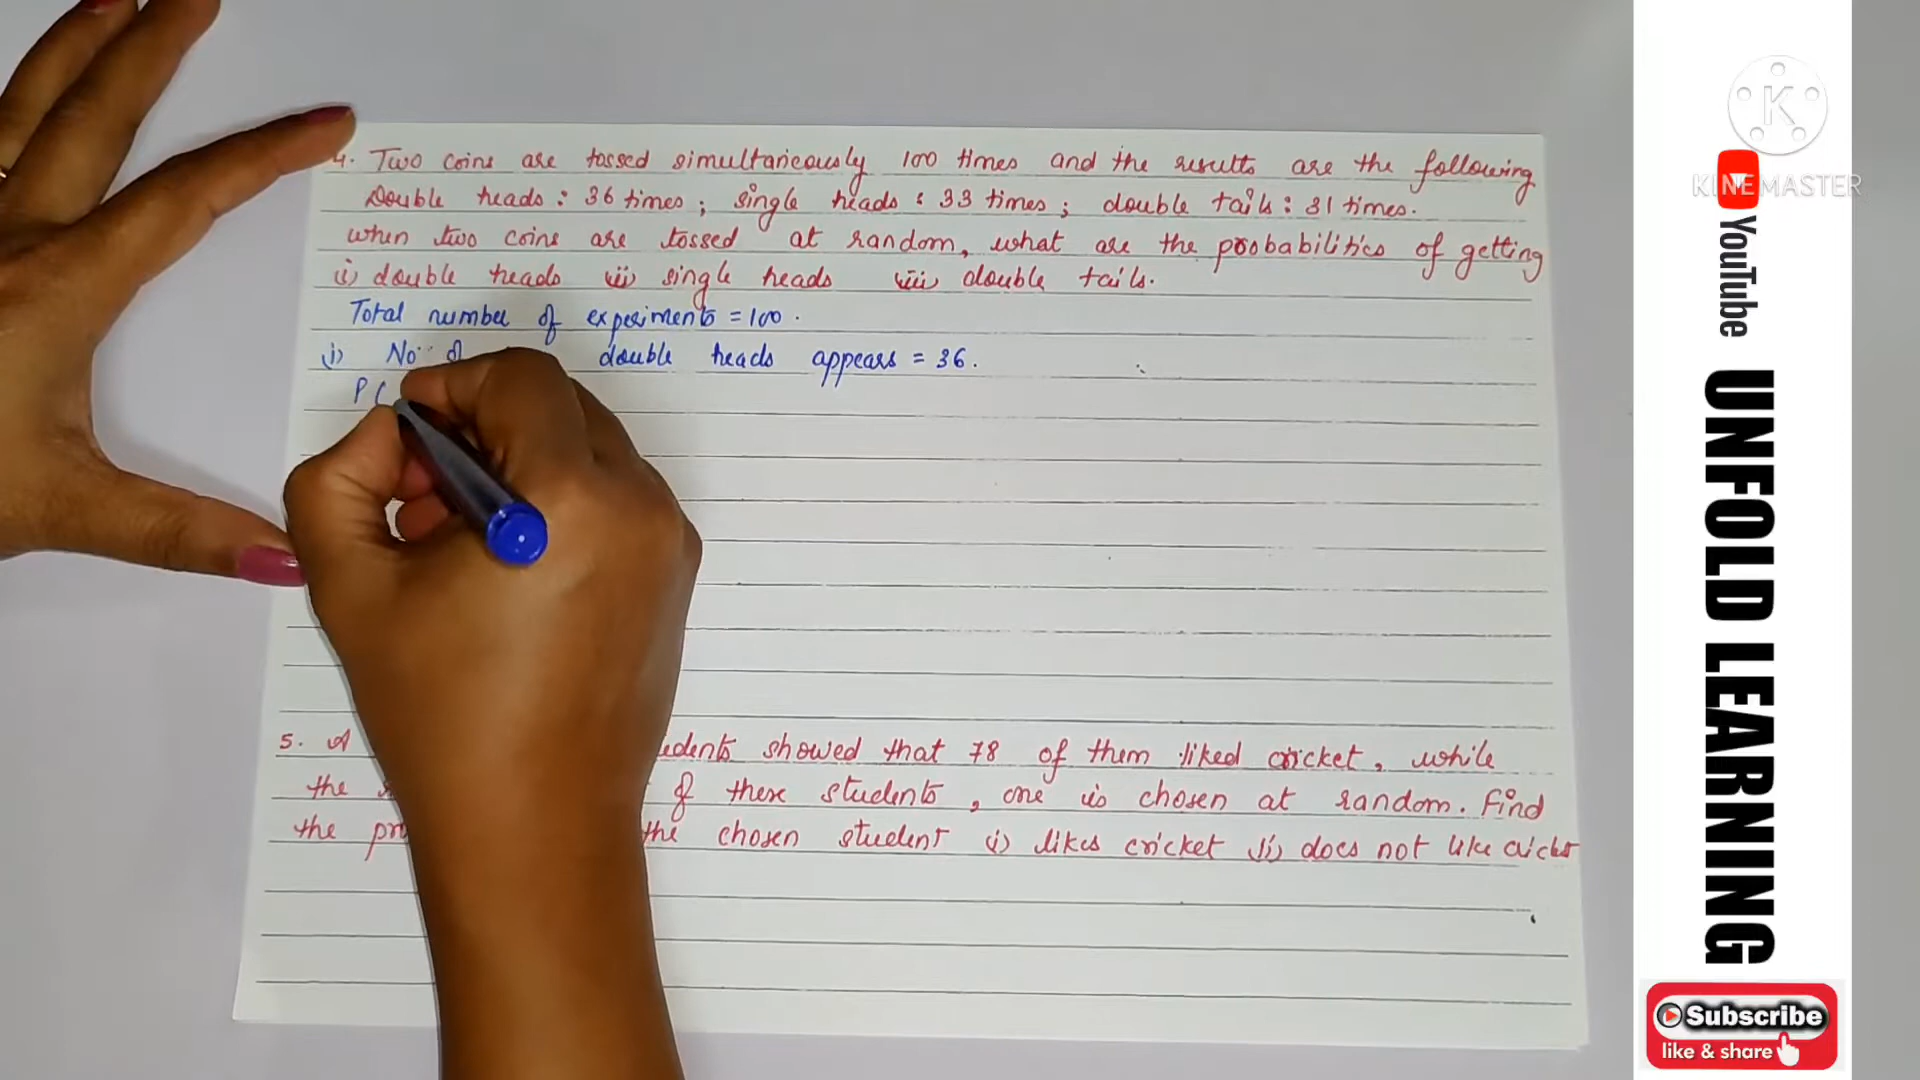 4. Two coins are tossed simultaneously 100 times and the results are the following
Double heads : 36 times ; single heads : 33 times ; double tails : 31 times.
when two coins are tossed at random, what are the probabilities of getting
i) double heads ii) single heads iii) double tails.
Total number of experiments = 100.
i) No. of double heads appears = 36.
P (
5. A students showed that 78 of them liked cricket, while
the of these students, one is chosen at random. Find
the the chosen student i) likes cricket ii) does not like cricket
KINEMASTER
YouTube
UNFOLD LEARNING
Subscribe
like & share